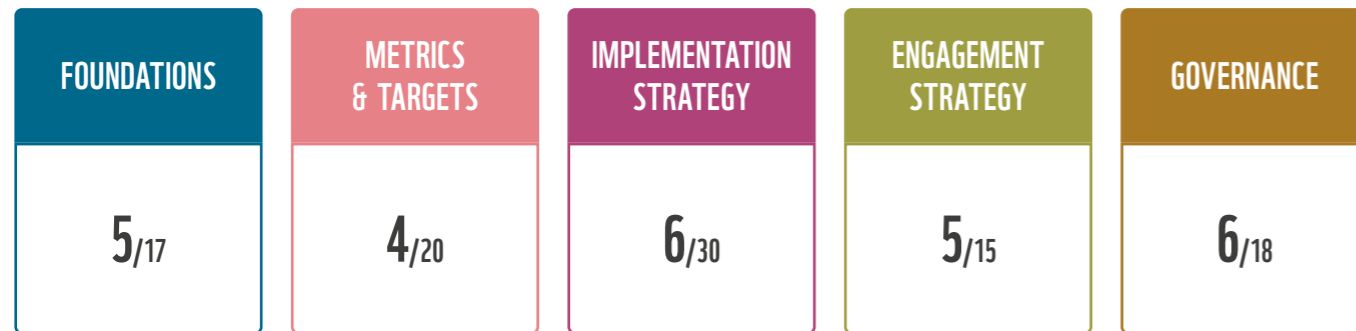 FOUNDATIONS
5/17
METRICS
& TARGETS
4/20
IMPLEMENTATION
STRATEGY
6/30
ENGAGEMENT
STRATEGY
5/15
GOVERNANCE
6/18